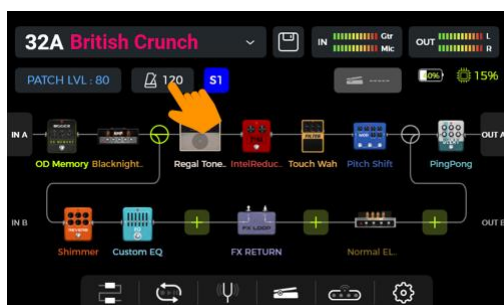 32A British Crunch
IN
Gtr
Mic
OUT
L
R
PATCH LVL : 80
120
S1
-----
15%
IN A
OUT A
OD Memory
Blacknight..
Regal Tone..
IntelReduc..
Touch Wah
Pitch Shift
PingPong
IN B
OUT B
Shimmer
Custom EQ
FX LOOP
FX RETURN
Normal EL..